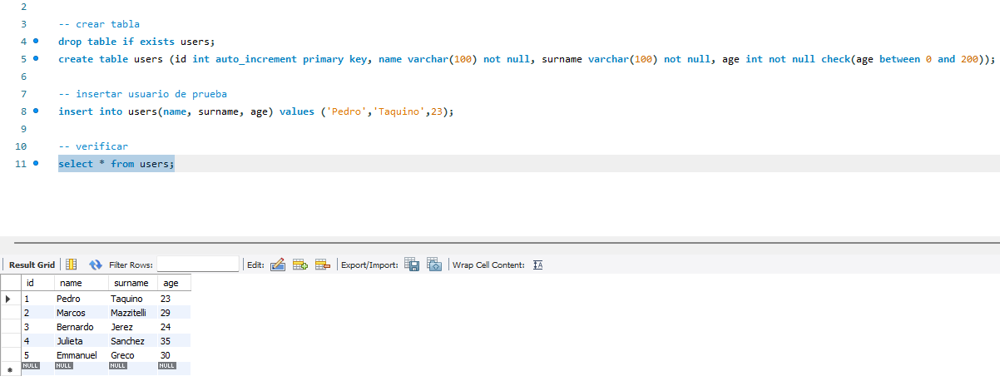 2
3 -- crear tabla
4 drop table if exists users;
5 create table users (id int auto_increment primary key, name varchar(100) not null, surname varchar(100) not null, age int not null check(age between 0 and 200));
6
7 -- insertar usuario de prueba
8 insert into users(name, surname, age) values ('Pedro','Taquino',23);
9
10 -- verificar
11 select * from users;
Result Grid Filter Rows: Edit: Export/Import: Wrap Cell Content: IA
id name surname age
1 Pedro Taquino 23
2 Marcos Mazzitelli 29
3 Bernardo Jerez 24
4 Julieta Sanchez 35
5 Emmanuel Greco 30
NULL NULL NULL NULL